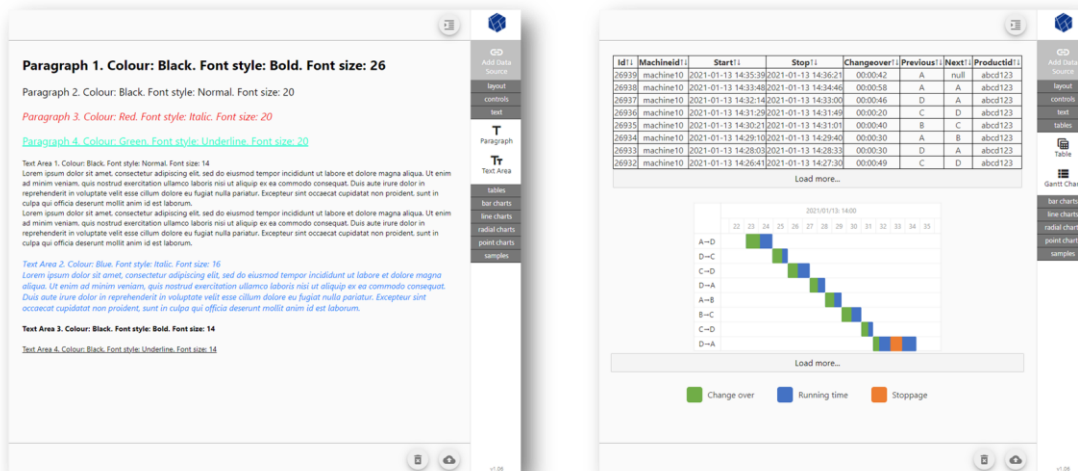 Paragraph 1. Colour: Black. Font style: Bold. Font size: 26
Paragraph 2. Colour: Black. Font style: Normal. Font size: 20
Paragraph 3. Colour: Red. Font style: Italic. Font size: 20
Paragraph 4. Colour: Green. Font style: Underline. Font size: 20
Text Area 1. Colour: Black. Font style: Normal. Font size: 14
Lorem ipsum dolor sit amet, consectetur adipiscing elit, sed do eiusmod tempor incididunt ut labore et dolore magna aliqua. Ut enim
ad minim veniam, quis nostrud exercitation ullamco laboris nisi ut aliquip ex ea commodo consequat. Duis aute irure dolor in
reprehenderit in voluptate velit esse cillum dolore eu fugiat nulla pariatur. Excepteur sint occaecat cupidatat non proident, sunt in
culpa qui officia deserunt mollit anim id est laborum.
Lorem ipsum dolor sit amet, consectetur adipiscing elit, sed do eiusmod tempor incididunt ut labore et dolore magna aliqua. Ut enim
ad minim veniam, quis nostrud exercitation ullamco laboris nisi ut aliquip ex ea commodo consequat. Duis aute irure dolor in
reprehenderit in voluptate velit esse cillum dolore eu fugiat nulla pariatur. Excepteur sint occaecat cupidatat non proident, sunt in
culpa qui officia deserunt mollit anim id est laborum.
Text Area 2. Colour: Blue. Font style: Italic. Font size: 16
Lorem ipsum dolor sit amet, consectetur adipiscing elit, sed do eiusmod tempor incididunt ut labore et dolore magna
aliqua. Ut enim ad minim veniam, quis nostrud exercitation ullamco laboris nisi ut aliquip ex ea commodo consequat.
Duis aute irure dolor in reprehenderit in voluptate velit esse cillum dolore eu fugiat nulla pariatur. Excepteur sint
occaecat cupidatat non proident, sunt in culpa qui officia deserunt mollit anim id est laborum.
Text Area 3. Colour: Black. Font style: Bold. Font size: 14
Text Area 4. Colour: Black. Font style: Underline. Font size: 14
Add Data
Source
layout
controls
text
Paragraph
Text Area
tables
bar charts
line charts
radial charts
point charts
samples
v1.08
Id↑↓ Machineid↑↓ Start↑↓ Stop↑↓ Changeover↑↓ Previous↑↓ Next↑↓ Productid↑↓
26939 machine10 2021-01-13 14:35:39 2021-01-13 14:36:21 00:00:42 A null abcd123
26938 machine10 2021-01-13 14:33:48 2021-01-13 14:34:46 00:00:58 A A abcd123
26937 machine10 2021-01-13 14:32:14 2021-01-13 14:33:00 00:00:46 D A abcd123
26936 machine10 2021-01-13 14:31:29 2021-01-13 14:31:49 00:00:20 C D abcd123
26935 machine10 2021-01-13 14:30:21 2021-01-13 14:31:01 00:00:40 B C abcd123
26934 machine10 2021-01-13 14:29:10 2021-01-13 14:29:40 00:00:30 A B abcd123
26933 machine10 2021-01-13 14:28:03 2021-01-13 14:28:33 00:00:30 D A abcd123
26932 machine10 2021-01-13 14:26:41 2021-01-13 14:27:30 00:00:49 C D abcd123
Load more...
2021/01/13- 14:00
22 23 24 25 26 27 28 29 30 31 32 33 34 35
A→D
D→C
C→D
D→A
A→B
B→C
C→D
D→A
Load more...
Change over Running time Stoppage
Add Data
Source
layout
controls
text
tables
Table
Gantt Char
bar charts
line charts
radial charts
point charts
samples
v1.08